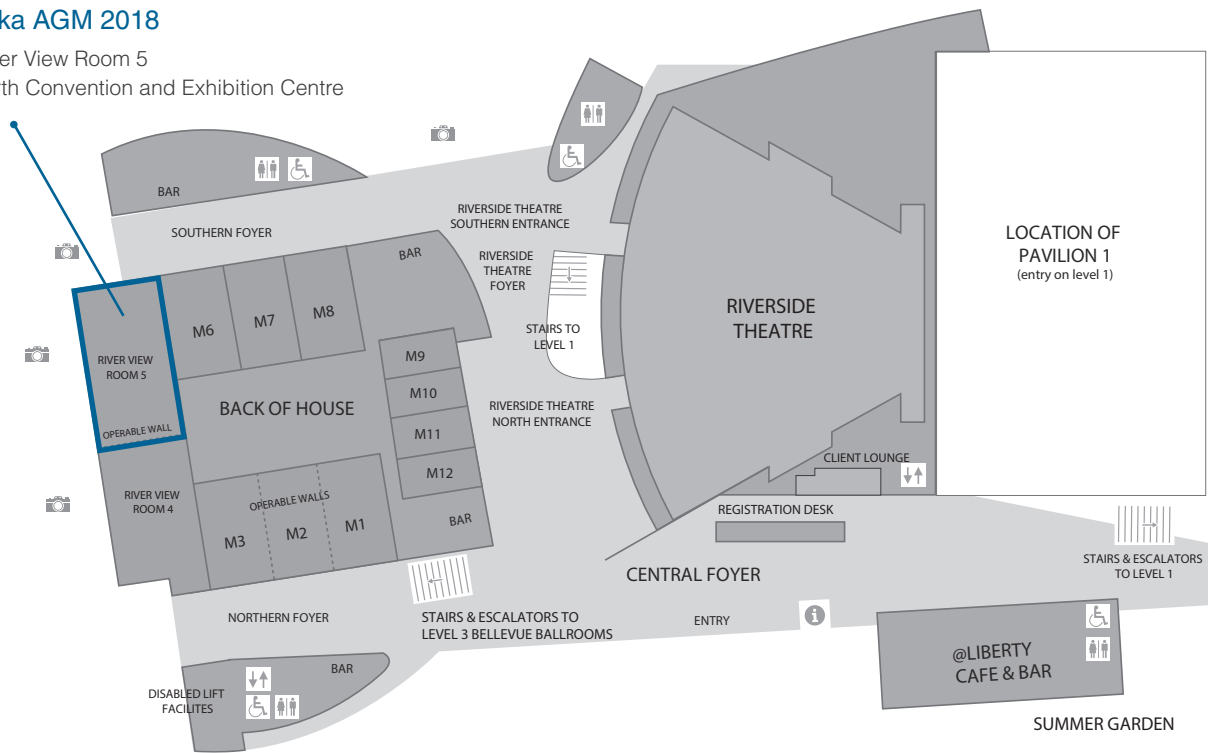 ka AGM 2018
er View Room 5
rth Convention and Exhibition Centre
BAR
SOUTHERN FOYER
RIVERSIDE THEATRE
SOUTHERN ENTRANCE
BAR
RIVERSIDE
THEATRE
FOYER
LOCATION OF
PAVILION 1
(entry on level 1)
M6
M7
M8
STAIRS TO
LEVEL 1
RIVERSIDE
THEATRE
RIVER VIEW
ROOM 5
M9
M10
BACK OF HOUSE
RIVERSIDE THEATRE
NORTH ENTRANCE
OPERABLE WALL
M11
M12
CLIENT LOUNGE
RIVER VIEW
ROOM 4
OPERABLE WALLS
M3
M2
M1
BAR
REGISTRATION DESK
STAIRS & ESCALATORS
TO LEVEL 1
CENTRAL FOYER
NORTHERN FOYER
STAIRS & ESCALATORS TO
LEVEL 3 BELLEVUE BALLROOMS
ENTRY
i
@LIBERTY
CAFE & BAR
BAR
DISABLED LIFT
FACILITES
SUMMER GARDEN